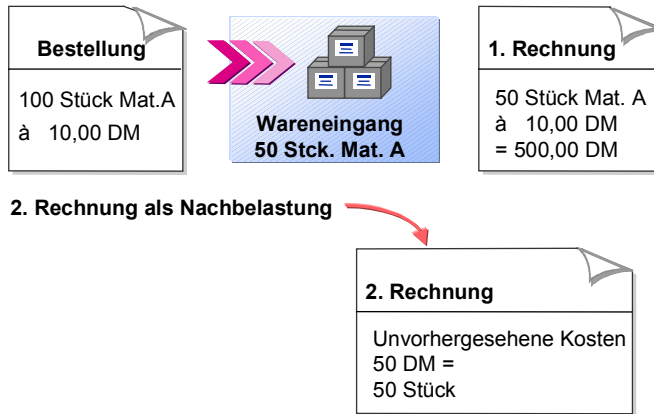 Bestellung
100 Stück Mat.A
à 10,00 DM
Wareneingang
50 Stck. Mat. A
1. Rechnung
50 Stück Mat. A
à 10,00 DM
= 500,00 DM
2. Rechnung als Nachbelastung
2. Rechnung
Unvorhergesehene Kosten
50 DM =
50 Stück